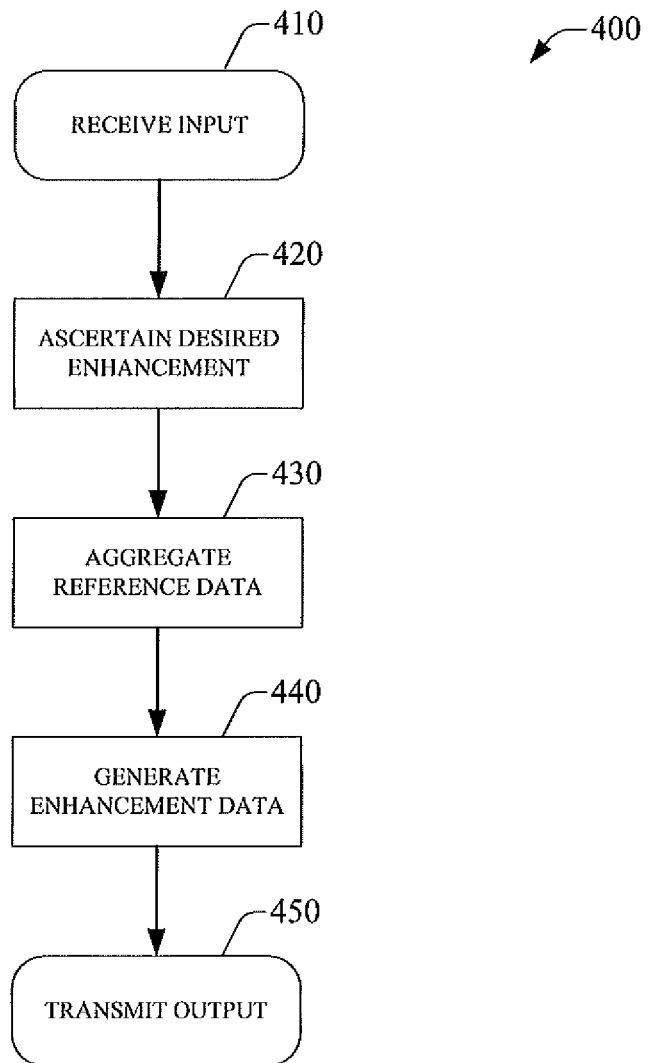 410
400
RECEIVE INPUT
420
ASCERTAIN DESIRED
ENHANCEMENT
430
AGGREGATE
REFERENCE DATA
440
GENERATE
ENHANCEMENT DATA
450
TRANSMIT OUTPUT